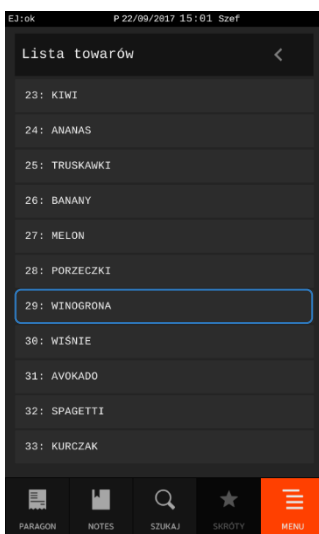 EJ:ok P 22/09/2017 15:01 Szef
Lista towarów
23: KIWI
24: ANANAS
25: TRUSKAWKI
26: BANANY
27: MELON
28: PORZECZKI
29: WINOGRONA
30: WIŚNIE
31: AVOKADO
32: SPAGETTI
33: KURCZAK
PARAGON NOTES SZUKAJ SKRÓTY MENU